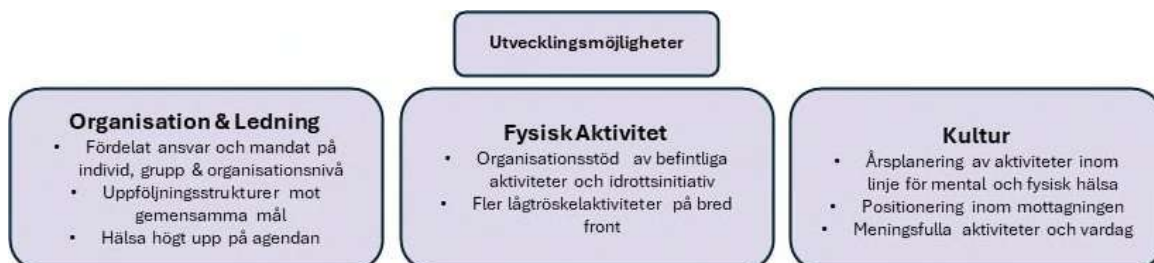 Utvecklingsmöjligheter
Organisation & Ledning
• Fördelat ansvar och mandat på
individ, grupp & organisationsnivå
• Uppföljningsstrukturer mot
gemensamma mål
• Hälsa högt upp på agendan
Fysisk Aktivitet
• Organisationsstöd av befintliga
aktiviteter och idrottsinitiativ
• Fler lågtröskelaktiviteter på bred
front
Kultur
• Årsplanering av aktiviteter inom
linje för mental och fysisk hälsa
• Positionering inom mottagningen
• Meningsfulla aktiviteter och vardag